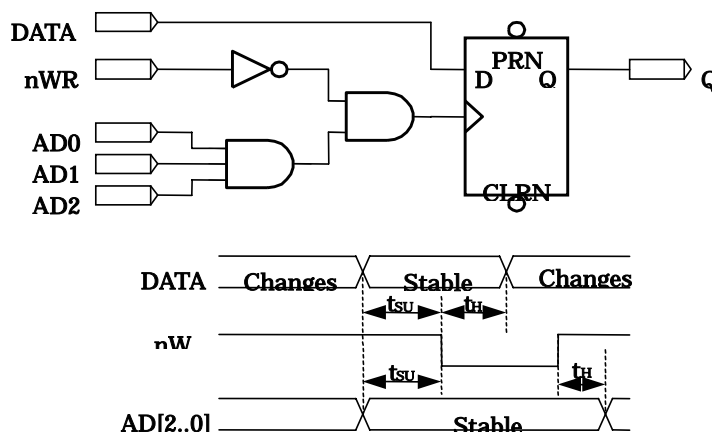 DATA
PRN
nWR
D Q
Q
AD0
AD1
AD2
CLRN
DATA Changes Stable Changes
tSU tH
nW
tSU tH
AD[2..0] Stable